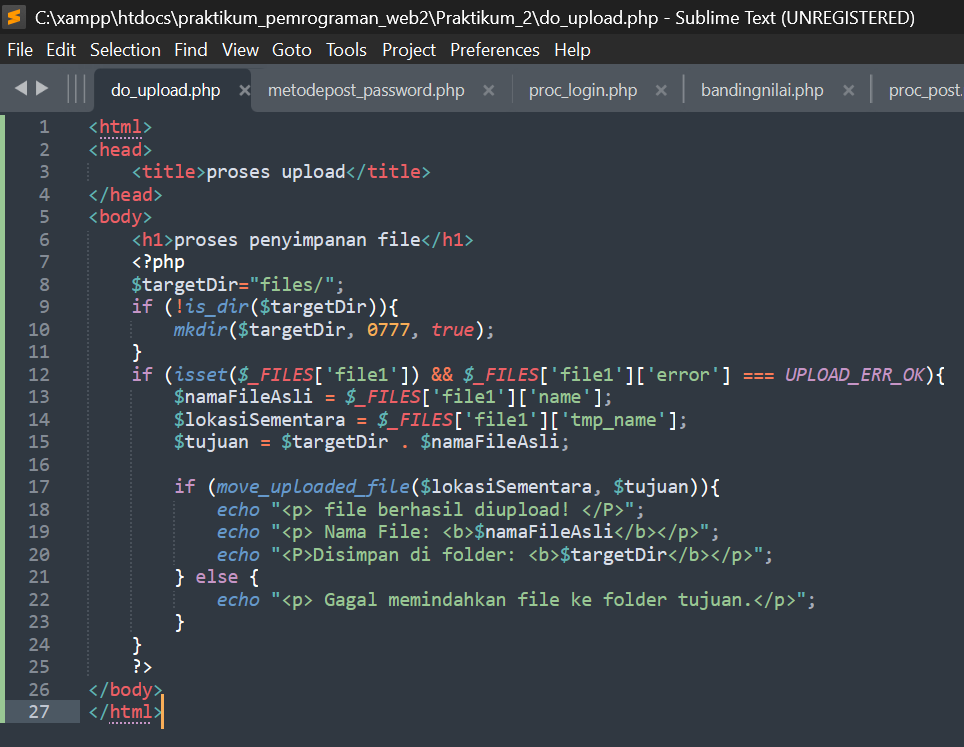 C:\xampp\htdocs\praktikum_pemrograman_web2\Praktikum_2\do_upload.php - Sublime Text (UNREGISTERED)
File Edit Selection Find View Goto Tools Project Preferences Help
do_upload.php × metodepost_password.php × proc_login.php × bandingnilai.php × proc_post.
1 <html>
2 <head>
3     <title>proses upload</title>
4 </head>
5 <body>
6     <h1>proses penyimpanan file</h1>
7     <?php
8     $targetDir="files/";
9     if (!is_dir($targetDir)){
10         mkdir($targetDir, 0777, true);
11     }
12     if (isset($_FILES['file1']) && $_FILES['file1']['error'] === UPLOAD_ERR_OK){
13         $namaFileAsli = $_FILES['file1']['name'];
14         $lokasiSementara = $_FILES['file1']['tmp_name'];
15         $tujuan = $targetDir . $namaFileAsli;
16
17         if (move_uploaded_file($lokasiSementara, $tujuan)){
18             echo "<p> file berhasil diupload! </P>";
19             echo "<p> Nama File: <b>$namaFileAsli</b></p>";
20             echo "<P>Disimpan di folder: <b>$targetDir</b></p>";
21         } else {
22             echo "<p> Gagal memindahkan file ke folder tujuan.</p>";
23         }
24     }
25     ?>
26 </body>
27 </html>